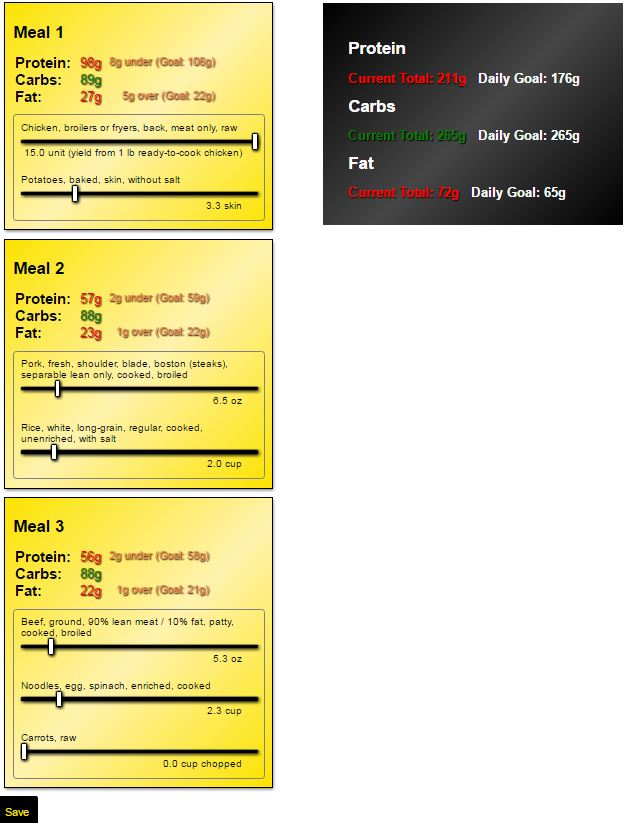 Meal 1
Protein: 98g 8g under (Goal: 106g)
Carbs: 89g
Fat: 27g 5g over (Goal: 22g)
Chicken, broilers or fryers, back, meat only, raw
15.0 unit (yield from 1 lb ready-to-cook chicken)
Potatoes, baked, skin, without salt
3.3 skin
Meal 2
Protein: 57g 2g under (Goal: 59g)
Carbs: 88g
Fat: 23g 1g over (Goal: 22g)
Pork, fresh, shoulder, blade, boston (steaks),
separable lean only, cooked, broiled
6.5 oz
Rice, white, long-grain, regular, cooked,
unenriched, with salt
2.0 cup
Meal 3
Protein: 56g 2g under (Goal: 58g)
Carbs: 88g
Fat: 22g 1g over (Goal: 21g)
Beef, ground, 90% lean meat / 10% fat, patty,
cooked, broiled
5.3 oz
Noodles, egg, spinach, enriched, cooked
2.3 cup
Carrots, raw
0.0 cup chopped
Save
Protein
Current Total: 211g Daily Goal: 176g
Carbs
Current Total: 265g Daily Goal: 265g
Fat
Current Total: 72g Daily Goal: 65g